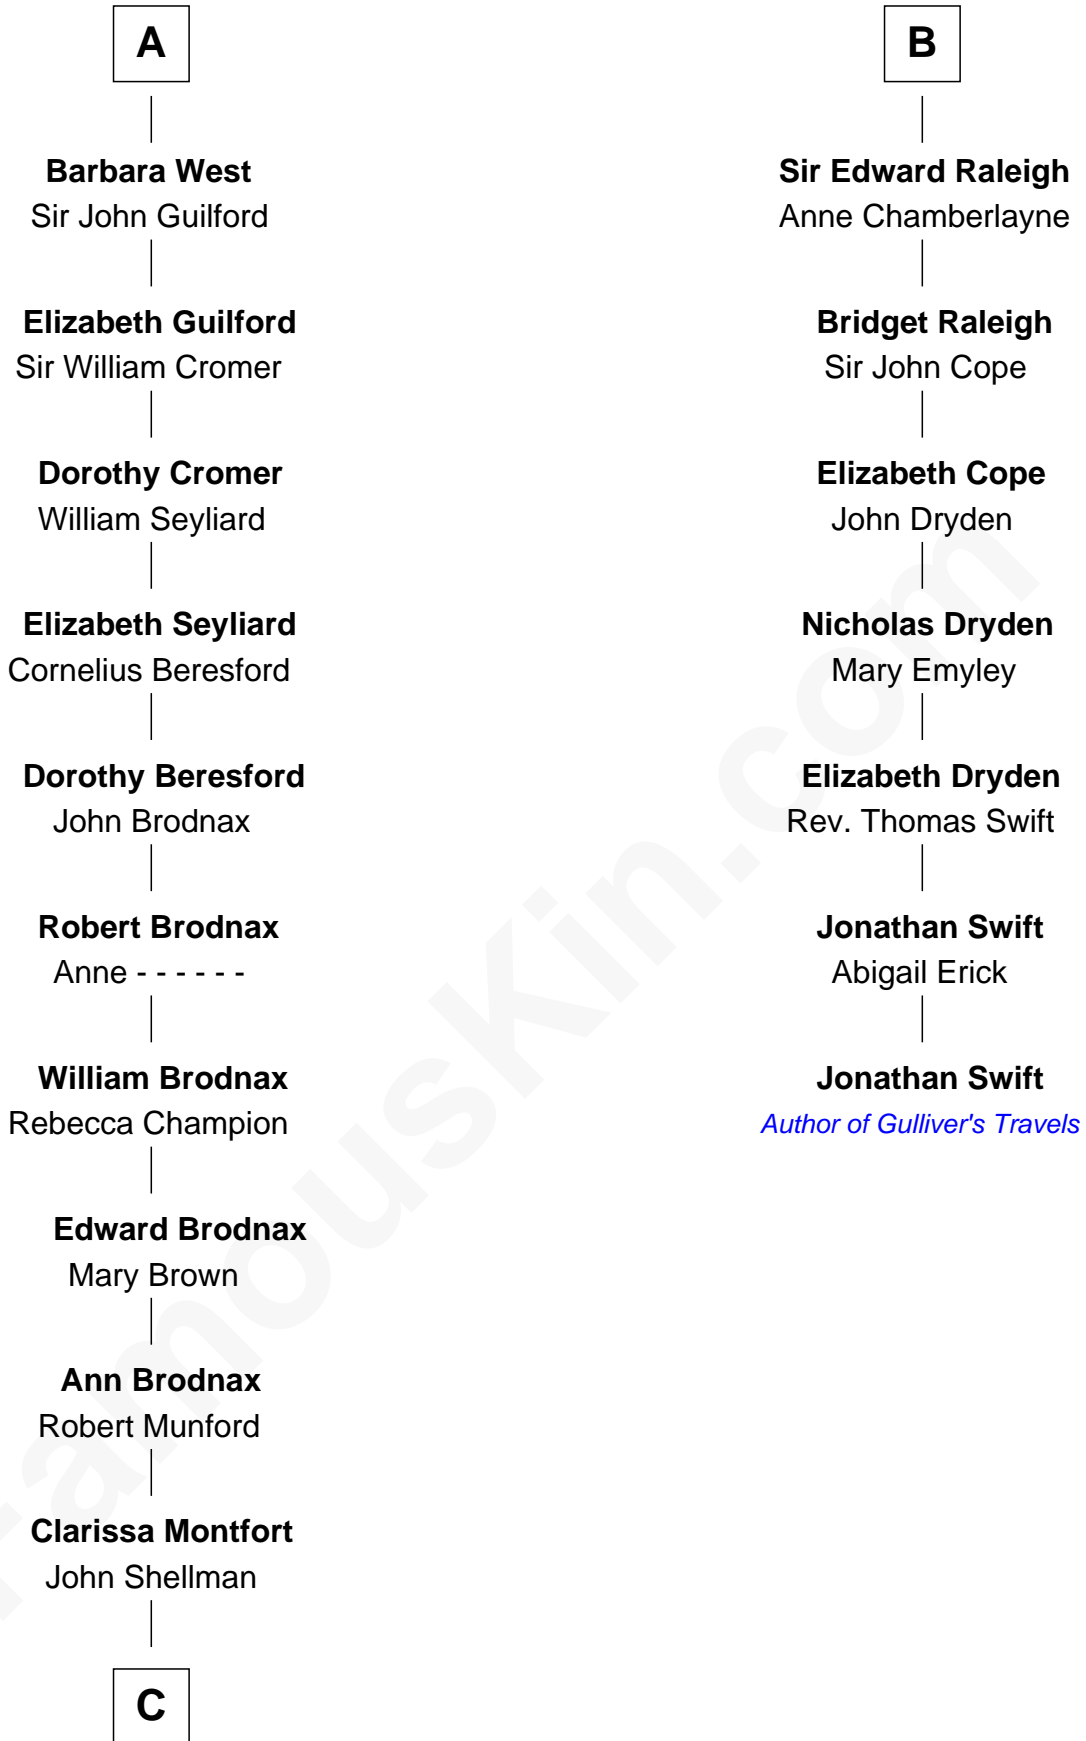 A
Barbara West
Sir John Guilford
Elizabeth Guilford
Sir William Cromer
Dorothy Cromer
William Seyliard
Elizabeth Seyliard
Cornelius Beresford
Dorothy Beresford
John Brodnax
Robert Brodnax
Anne - - - - - -
William Brodnax
Rebecca Champion
Edward Brodnax
Mary Brown
Ann Brodnax
Robert Munford
Clarissa Montfort
John Shellman
C
B
Sir Edward Raleigh
Anne Chamberlayne
Bridget Raleigh
Sir John Cope
Elizabeth Cope
John Dryden
Nicholas Dryden
Mary Emyley
Elizabeth Dryden
Rev. Thomas Swift
Jonathan Swift
Abigail Erick
Jonathan Swift
Author of Gulliver's Travels
FamousKin.com